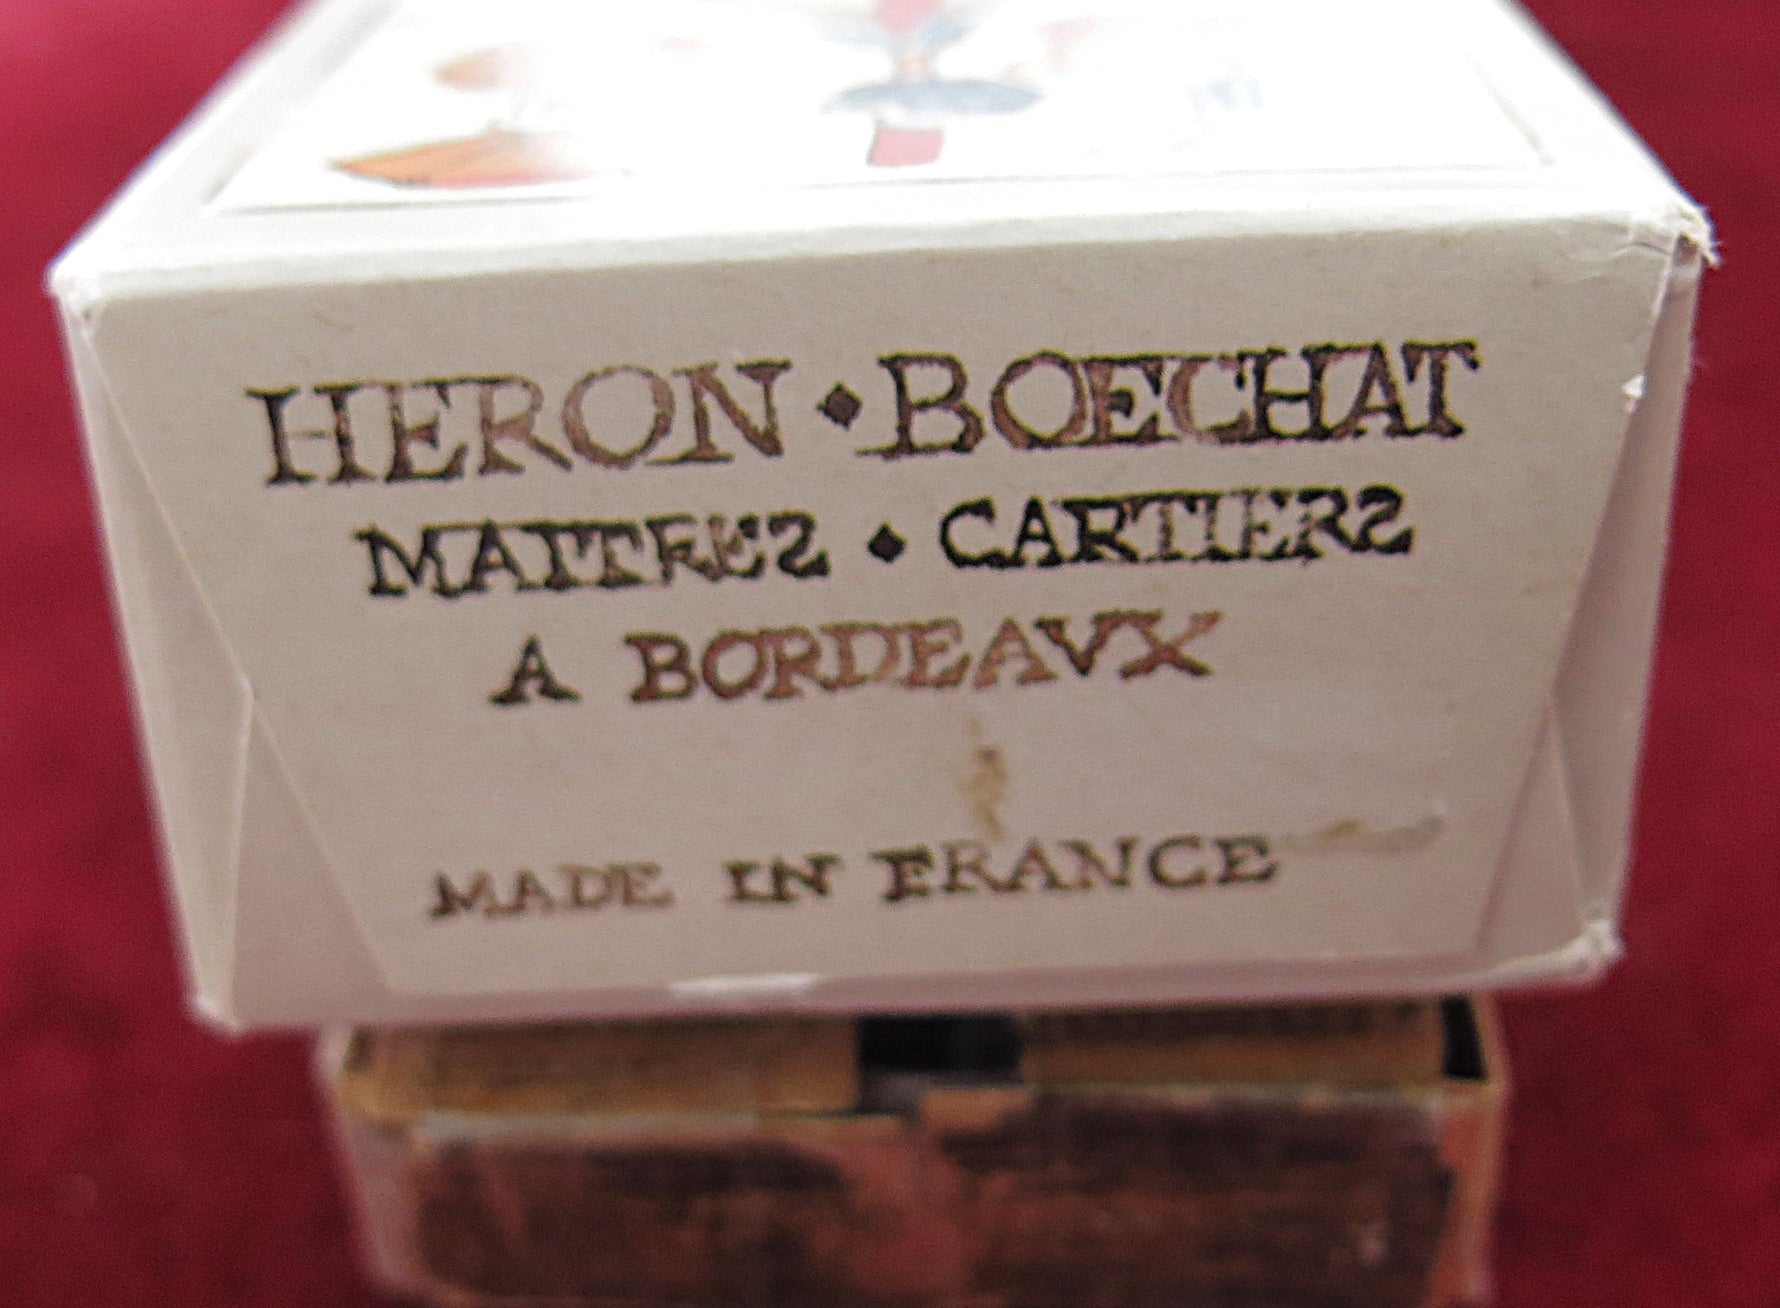 HERON ◆ BOECHAT
MAITRES ◆ CARTIERS
A BORDEAVX
MADE IN FRANCE